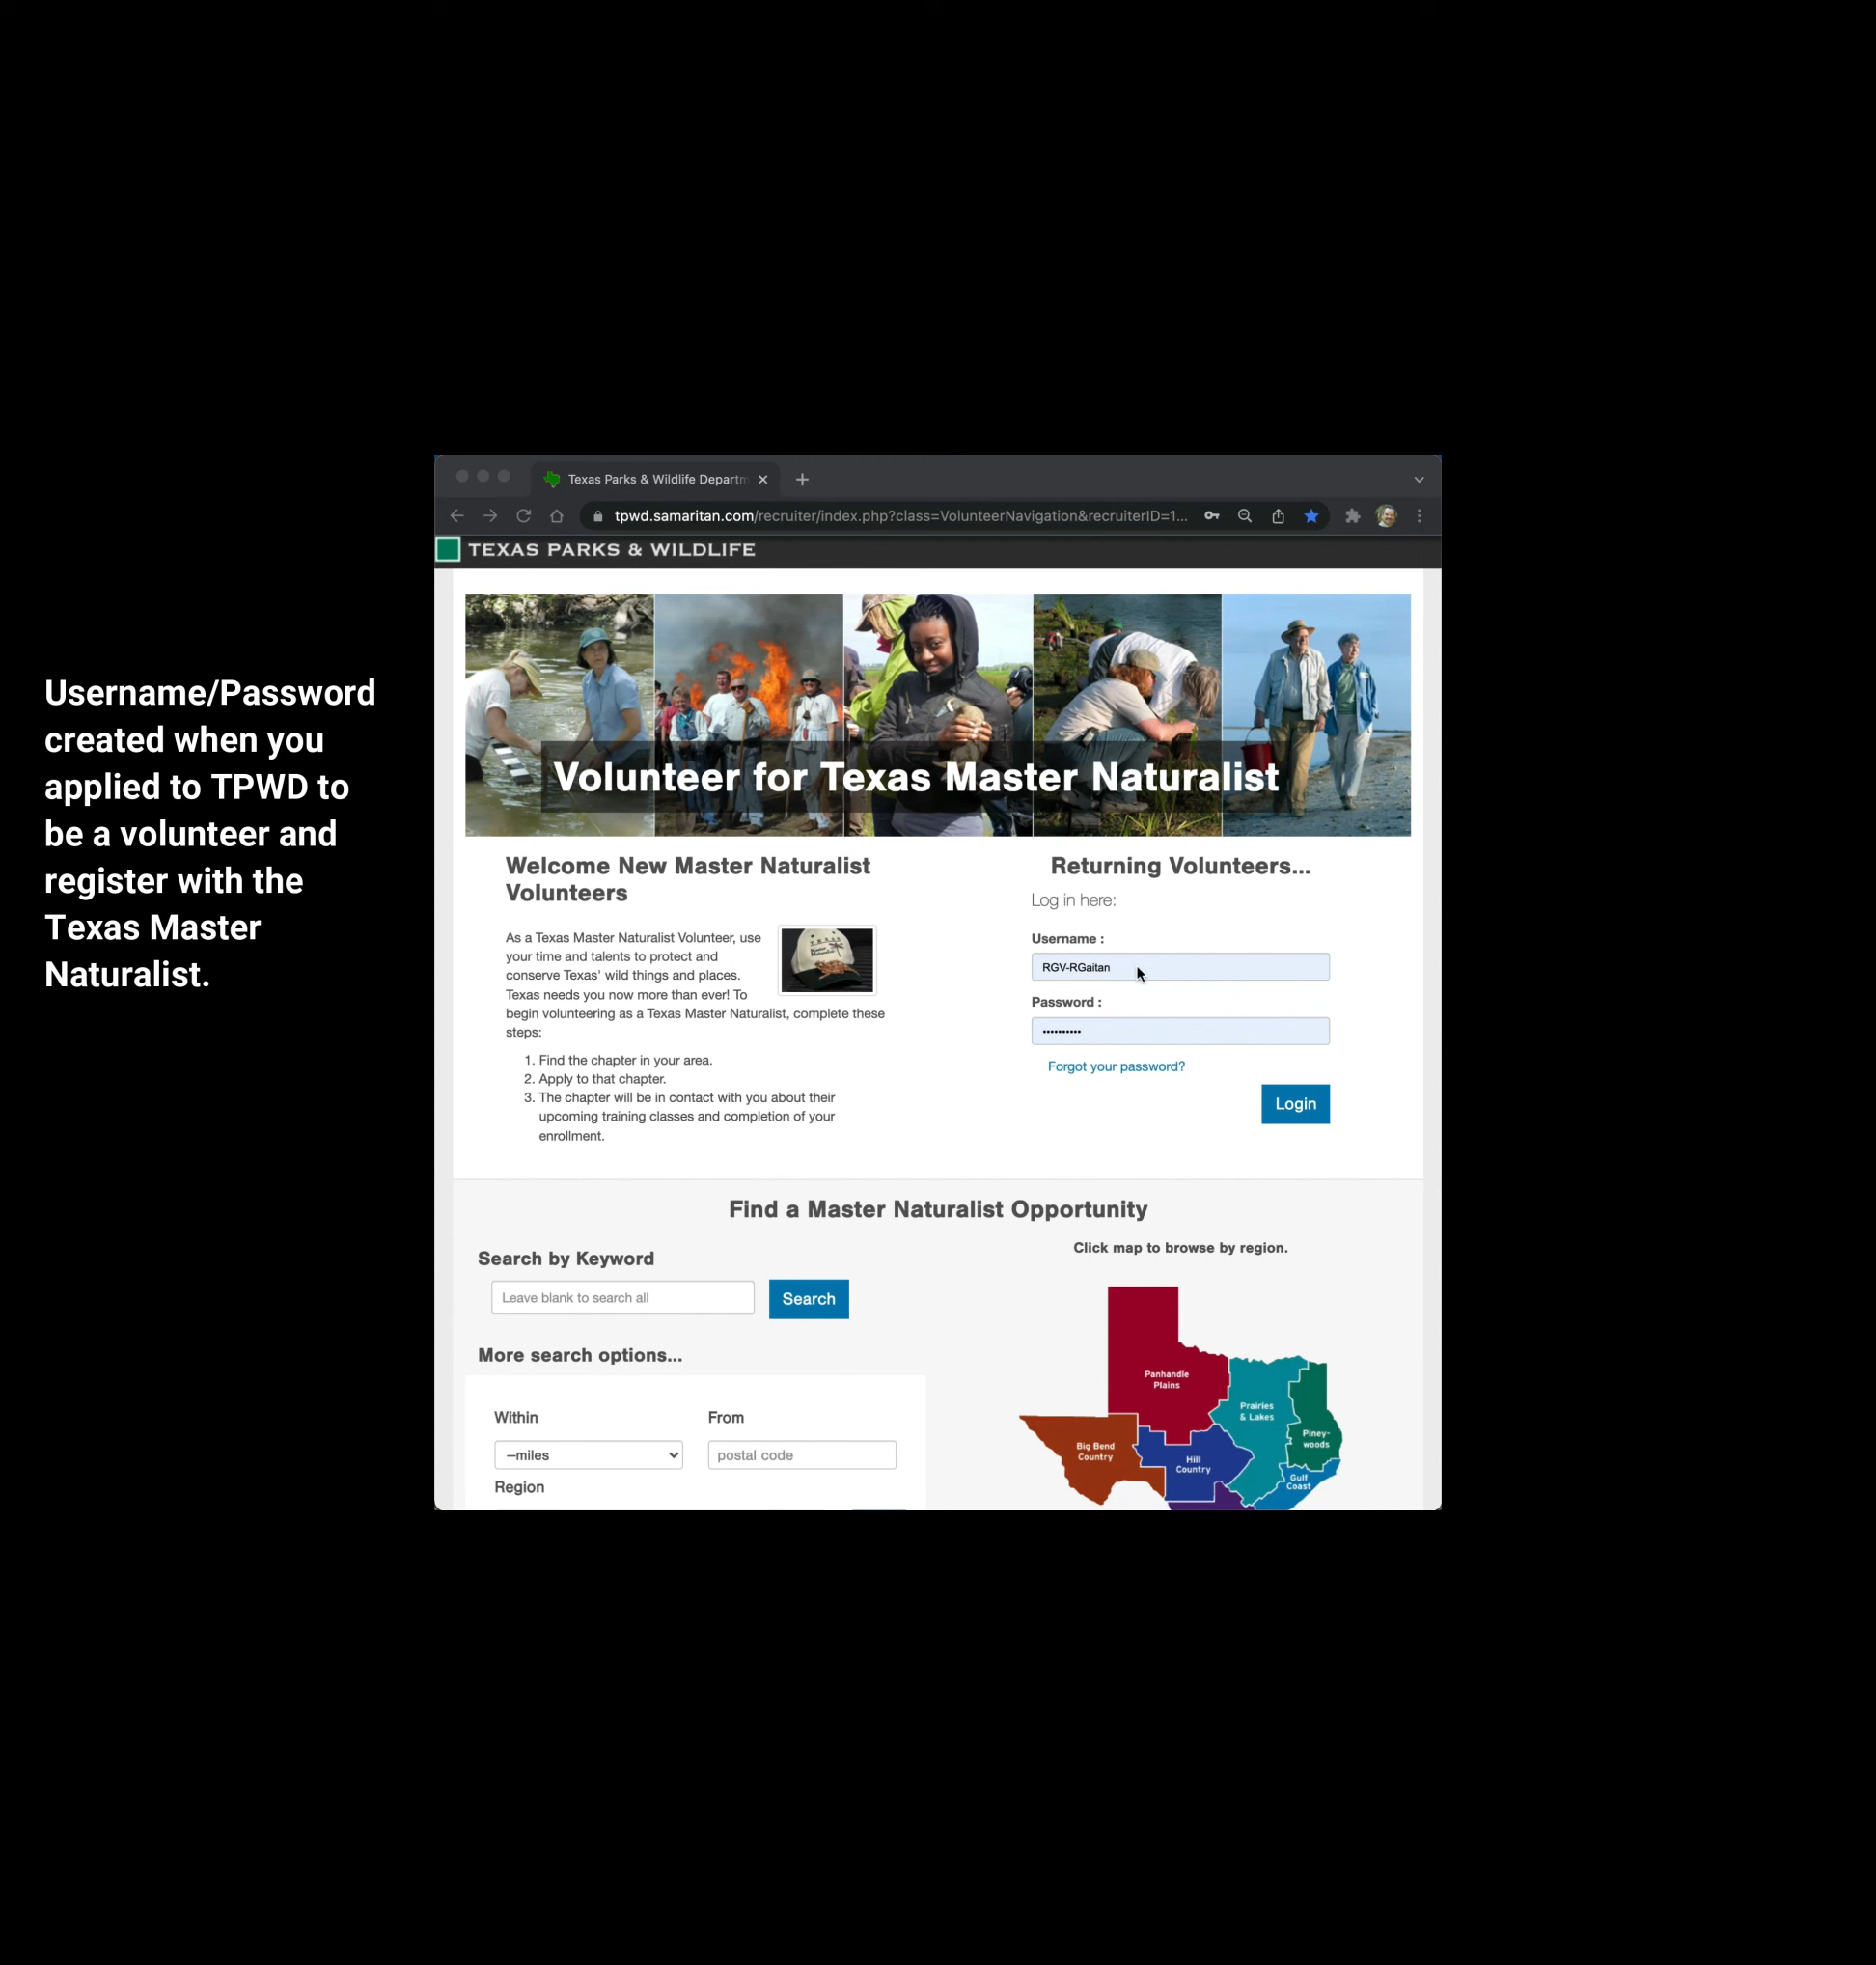 Username/Password
created when you
applied to TPWD to
be a volunteer and
register with the
Texas Master
Naturalist.
Texas Parks & Wildlife Departm
tpwd.samaritan.com/recruiter/index.php?class=VolunteerNavigation&recruiterID=1...
TEXAS PARKS & WILDLIFE
Volunteer for Texas Master Naturalist
Welcome New Master Naturalist
Volunteers
As a Texas Master Naturalist Volunteer, use
your time and talents to protect and
conserve Texas' wild things and places.
Texas needs you now more than ever! To
begin volunteering as a Texas Master Naturalist, complete these
steps:
1. Find the chapter in your area.
2. Apply to that chapter.
3. The chapter will be in contact with you about their
upcoming training classes and completion of your
enrollment.
Returning Volunteers...
Log in here:
Username :
RGV-RGaitan
Password :
••••••••••
Forgot your password?
Login
Find a Master Naturalist Opportunity
Search by Keyword
Leave blank to search all
Search
More search options...
Within
From
--miles
postal code
Region
Click map to browse by region.
Panhandle
Plains
Prairies
& Lakes
Piney-
woods
Big Bend
Country
Hill
Country
Gulf
Coast